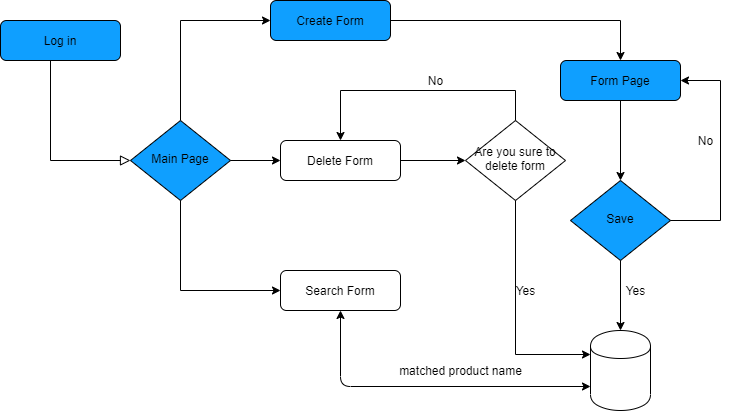 Create Form
Log in
Form Page
No
No
Main Page
Delete Form
Are you sure to
delete form
Save
Search Form
Yes
Yes
matched product name